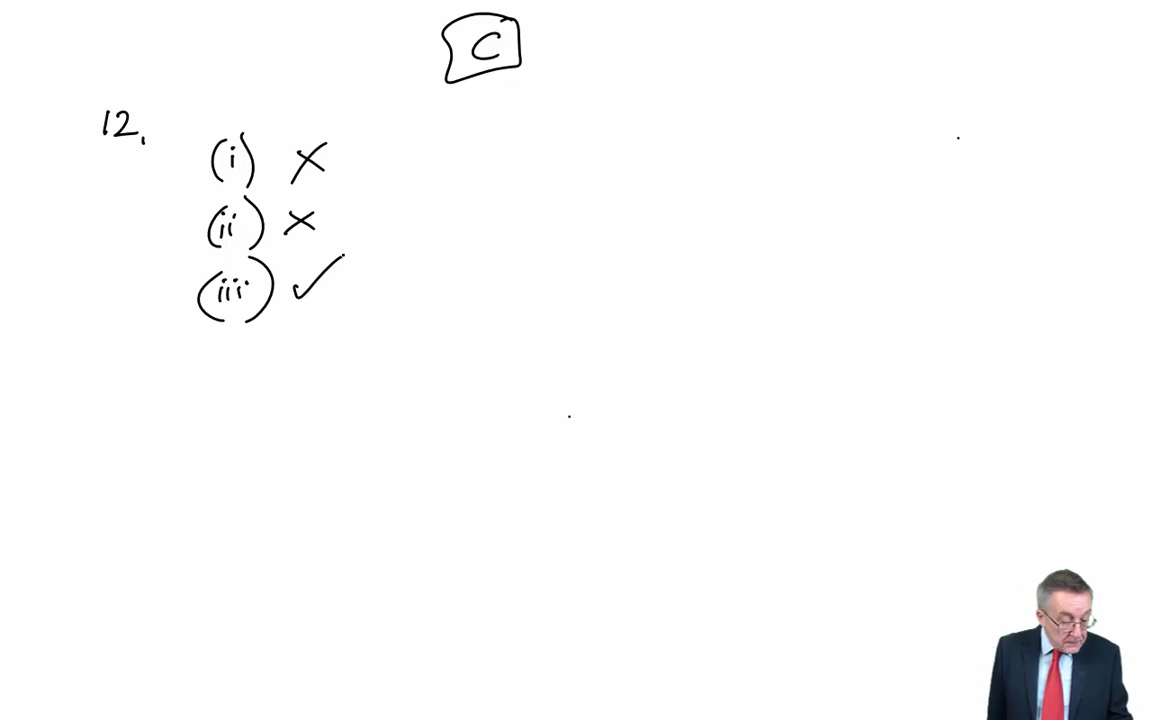 C
12.
(i) ×
(ii) ×
(iii) ✓